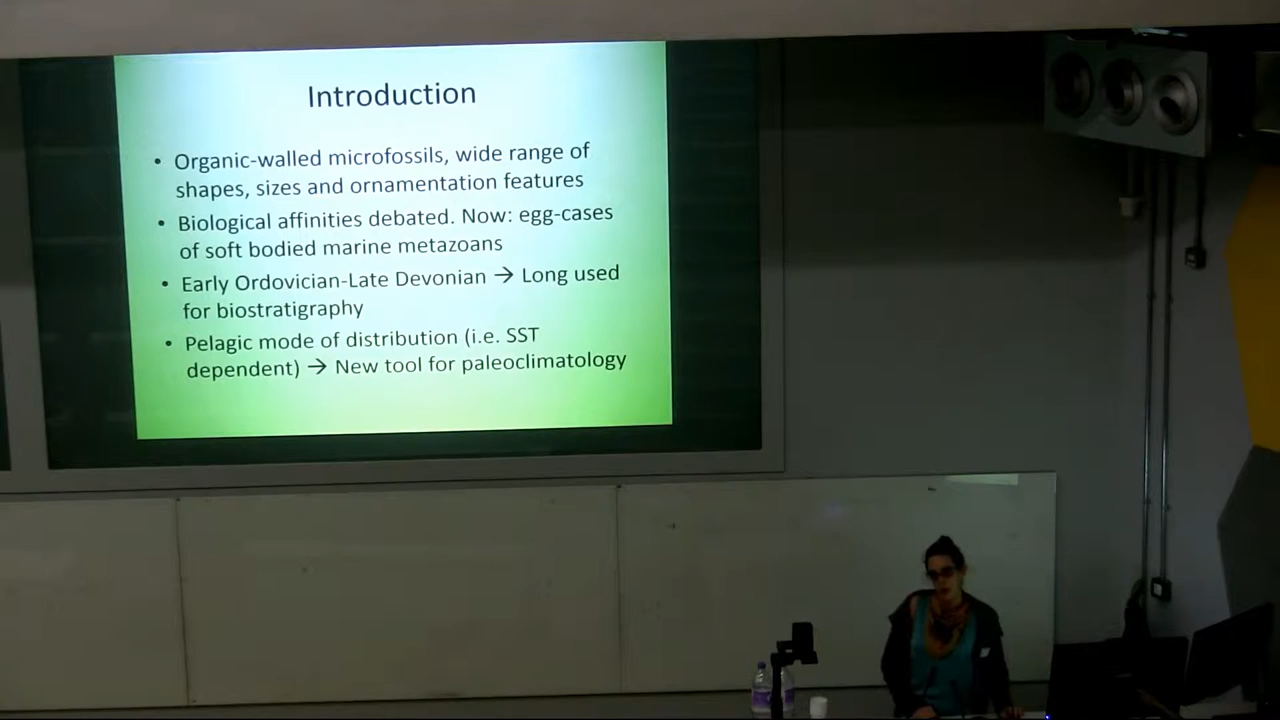 Introduction
• Organic-walled microfossils, wide range of
shapes, sizes and ornamentation features
• Biological affinities debated. Now: egg-cases
of soft bodied marine metazoans
• Early Ordovician-Late Devonian → Long used
for biostratigraphy
• Pelagic mode of distribution (i.e. SST
dependent) → New tool for paleoclimatology